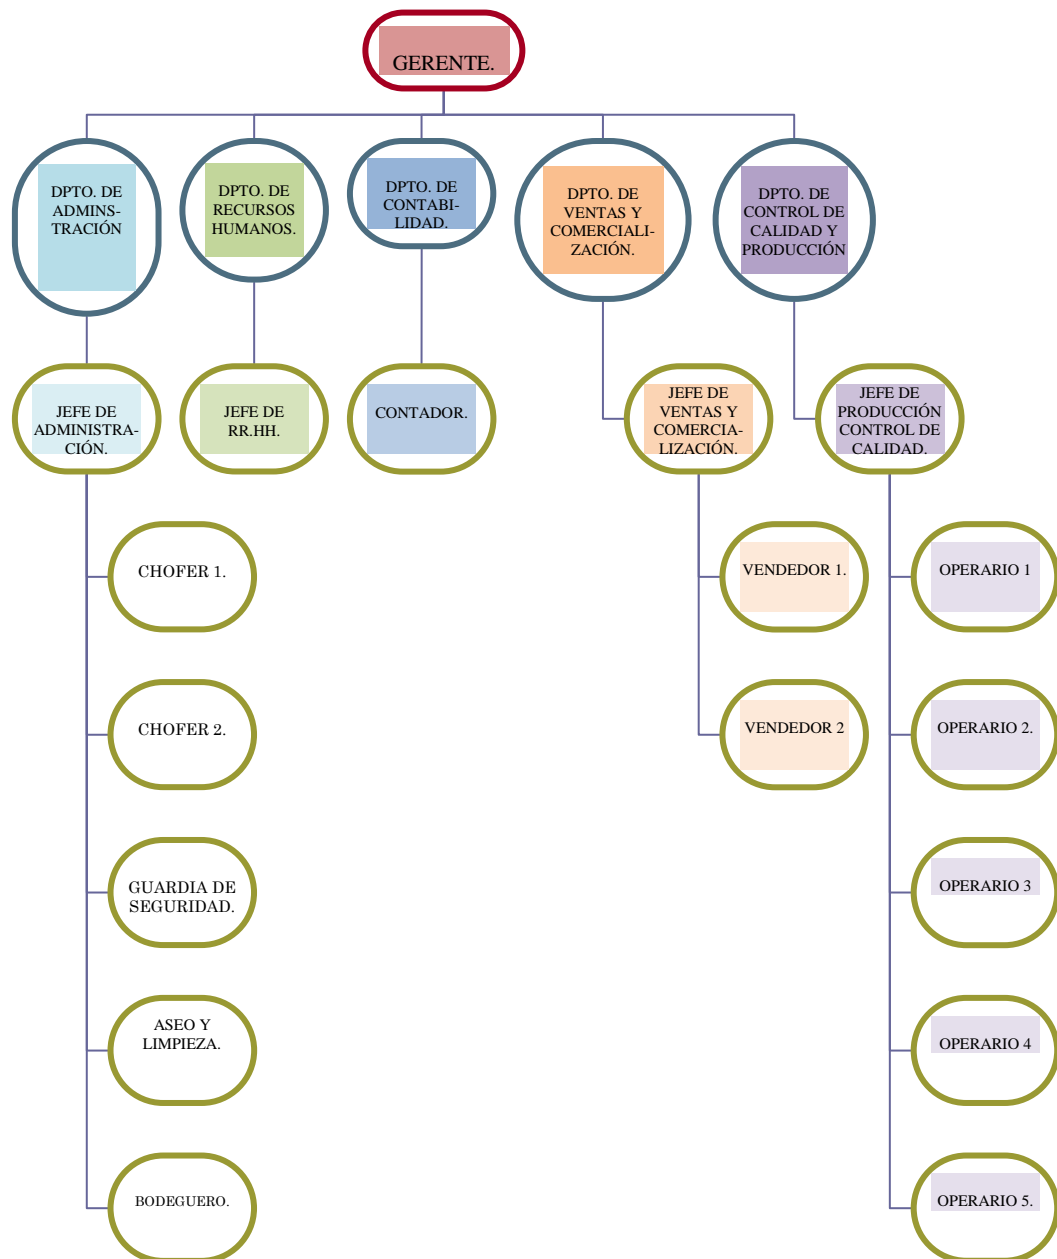 GERENTE.
DPTO. DE
ADMINS-
TRACIÓN
DPTO. DE
RECURSOS
HUMANOS.
DPTO. DE
CONTABI-
LIDAD.
DPTO. DE
VENTAS Y
COMERCIALI-
ZACIÓN.
DPTO. DE
CONTROL DE
CALIDAD Y
PRODUCCIÓN
JEFE DE
ADMINISTRA-
CIÓN.
JEFE DE
RR.HH.
CONTADOR.
JEFE DE
VENTAS Y
COMERCIA-
LIZACIÓN.
JEFE DE
PRODUCCIÓN
CONTROL DE
CALIDAD.
CHOFER 1.
VENDEDOR 1.
OPERARIO 1
CHOFER 2.
VENDEDOR 2
OPERARIO 2.
GUARDIA DE
SEGURIDAD.
OPERARIO 3
ASEO Y
LIMPIEZA.
OPERARIO 4
BODEGUERO.
OPERARIO 5.